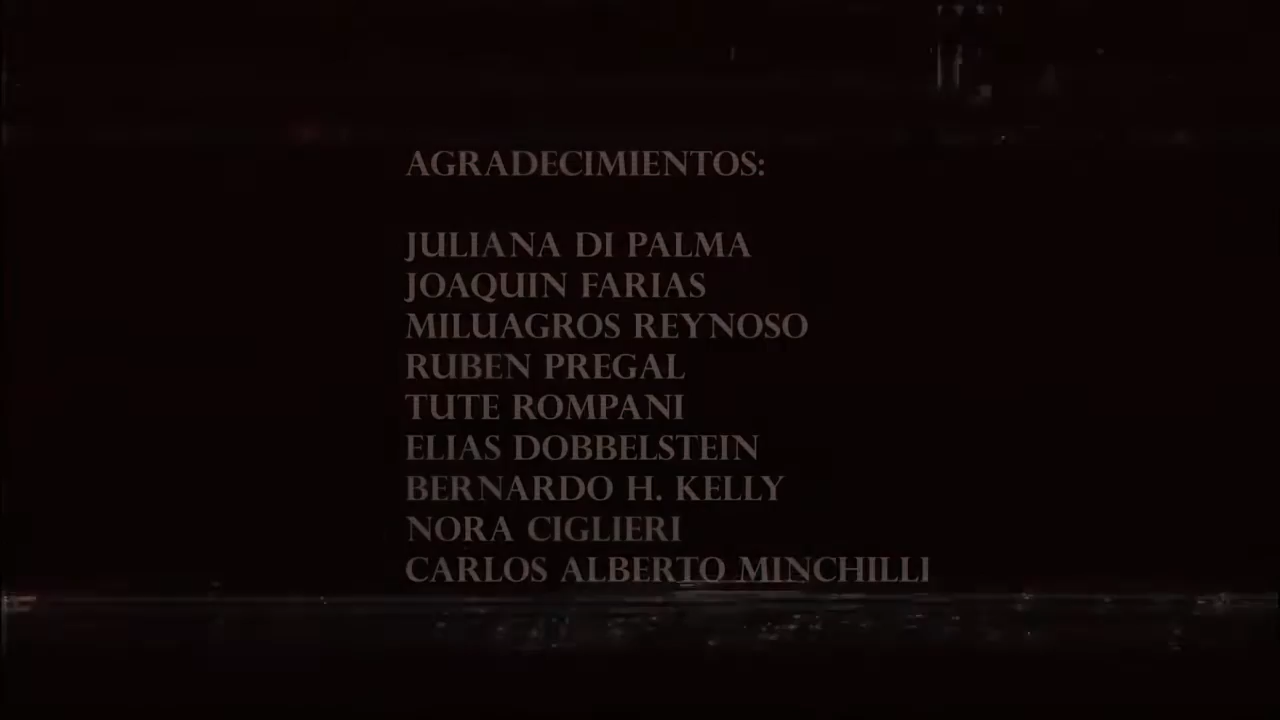 AGRADECIMIENTOS:
JULIANA DI PALMA
JOAQUIN FARIAS
MILUAGROS REYNOSO
RUBEN PREGAL
TUTE ROMPANI
ELIAS DOBBELSTEIN
BERNARDO H. KELLY
NORA CIGLIERI
CARLOS ALBERTO MINCHILLI